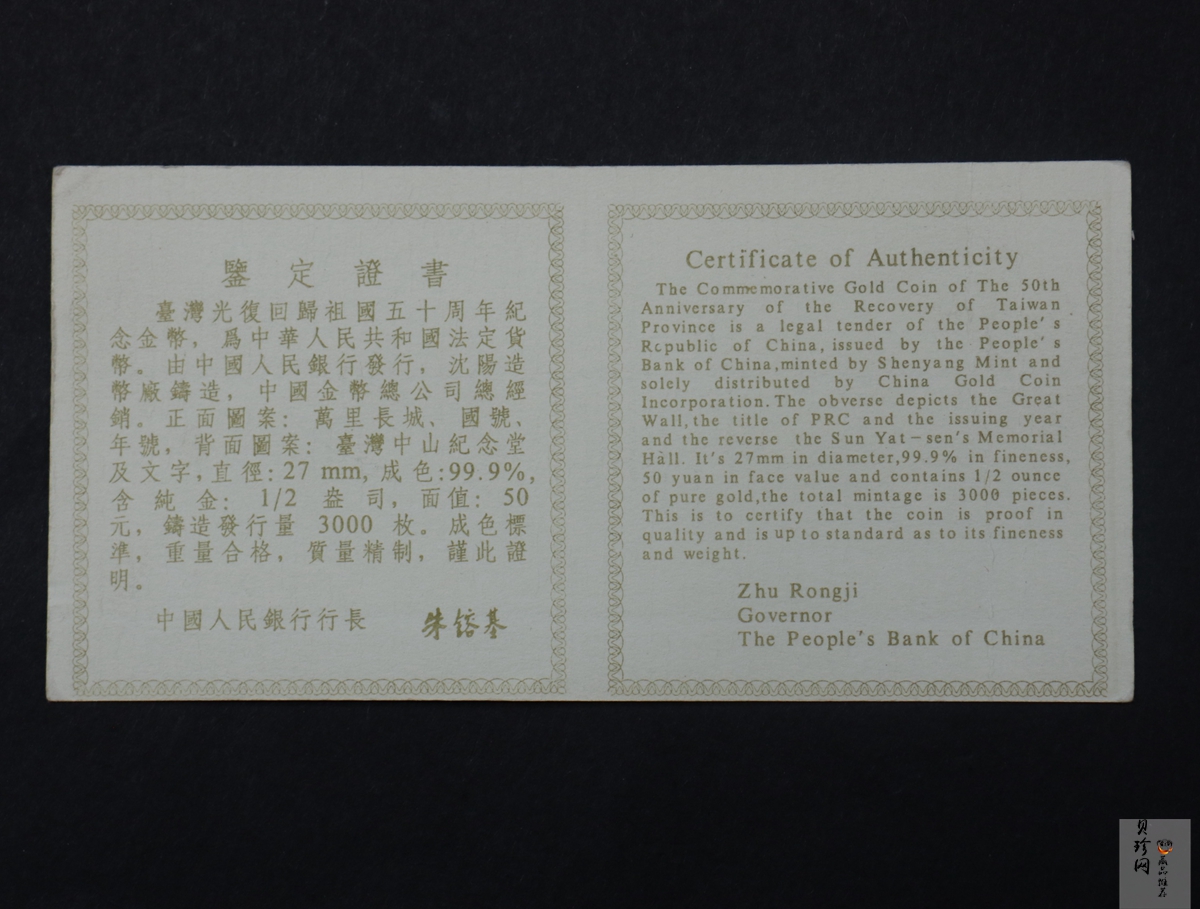 鑒定證書
臺灣光復回歸祖國五十周年紀
念金幣，爲中華人民共和國法定貨
幣。由中國人民銀行發行，沈陽造
幣廠鑄造，中國金幣總公司總經
銷。正面圖案：萬里長城、國號、
年號，背面圖案：臺灣中山紀念堂
及文字，直徑：27 mm，成色：99.9%，
含純金：1/2 盎司，面值：50
元，鑄造發行量 3000 枚。成色標
準，重量合格，質量精制，謹此證
明。
中國人民銀行行長 朱鎔基
Certificate of Authenticity
The Commemorative Gold Coin of The 50th
Anniversary of the Recovery of Taiwan
Province is a legal tender of the People's
Republic of China, issued by the People's
Bank of China, minted by Shenyang Mint and
solely distributed by China Gold Coin
Incorporation. The obverse depicts the Great
Wall, the title of PRC and the issuing year
and the reverse the Sun Yat-sen's Memorial
Hall. It's 27mm in diameter, 99.9% in fineness,
50 yuan in face value and contains 1/2 ounce
of pure gold, the total mintage is 3000 pieces.
This is to certify that the coin is proof in
quality and is up to standard as to its fineness
and weight.
Zhu Rongji
Governor
The People's Bank of China
贝珍网
藏品推荐